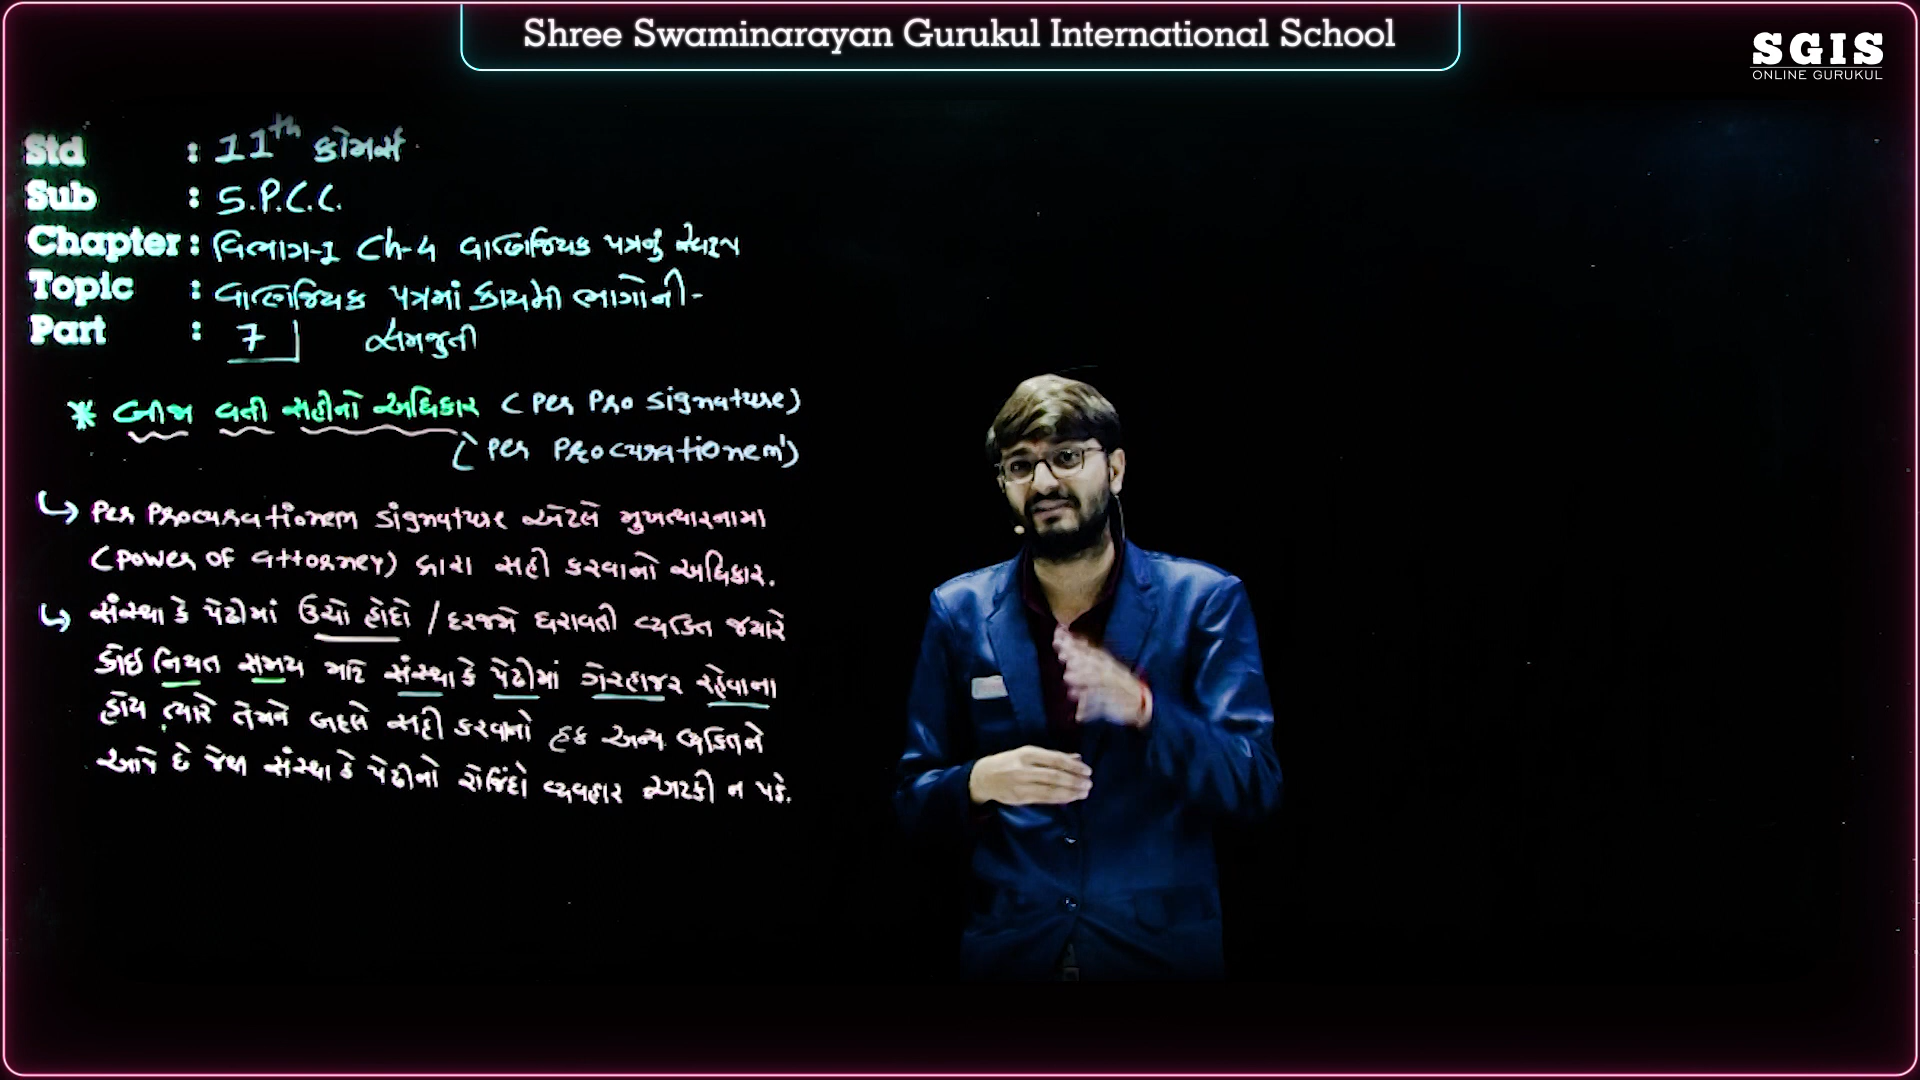 Shree Swaminarayan Gurukul International School
SGIS
ONLINE GURUKUL
Std : 11th કોમર્સ
Sub : S.P.C.C.
Chapter : વિભાગ-1 Ch-4 વાણિજ્યિક પત્રનું સ્વરૂપ
Topic : વાણિજ્યિક પત્રમાં કાયમી ભાગોની-
Part : 7 સમજુતી
* બીજા વતી સહીનો અધિકાર (Per Pro signature)
(Per Procurationem)
↳ Per Procurationem signature એટલે મુખત્યારનામા
(Power of attorney) દ્વારા સહી કરવાનો અધિકાર.
↳ સંસ્થા કે પેઢીમાં ઉંચો હોદો / દરજ્જો ધરાવતી વ્યક્તિ જયારે
કોઈ નિયત સમય માટે સંસ્થા કે પેઢીમાં ગેરહાજર રહેવાના
હોય ત્યારે તેમને બદલે સહી કરવાનો હક અન્ય વ્યક્તિને
આપે છે જેથી સંસ્થા કે પેઢીનો રોજિંદો વ્યવહાર અટકી ન પડે.